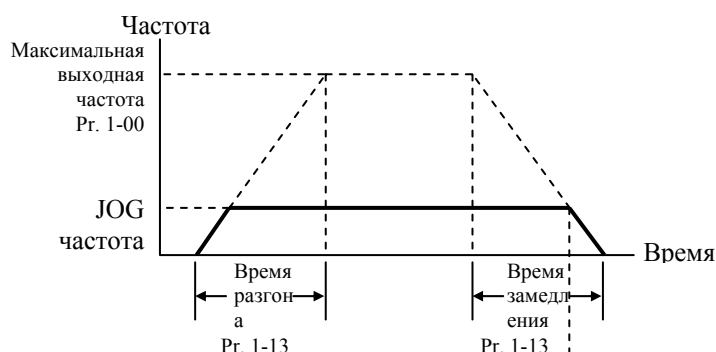 Частота
Максимальная
выходная
частота
Pr. 1-00
JOG
частота
Время
Время
разгон
а
Pr. 1-13
Время
замедл
ения
Pr. 1-13